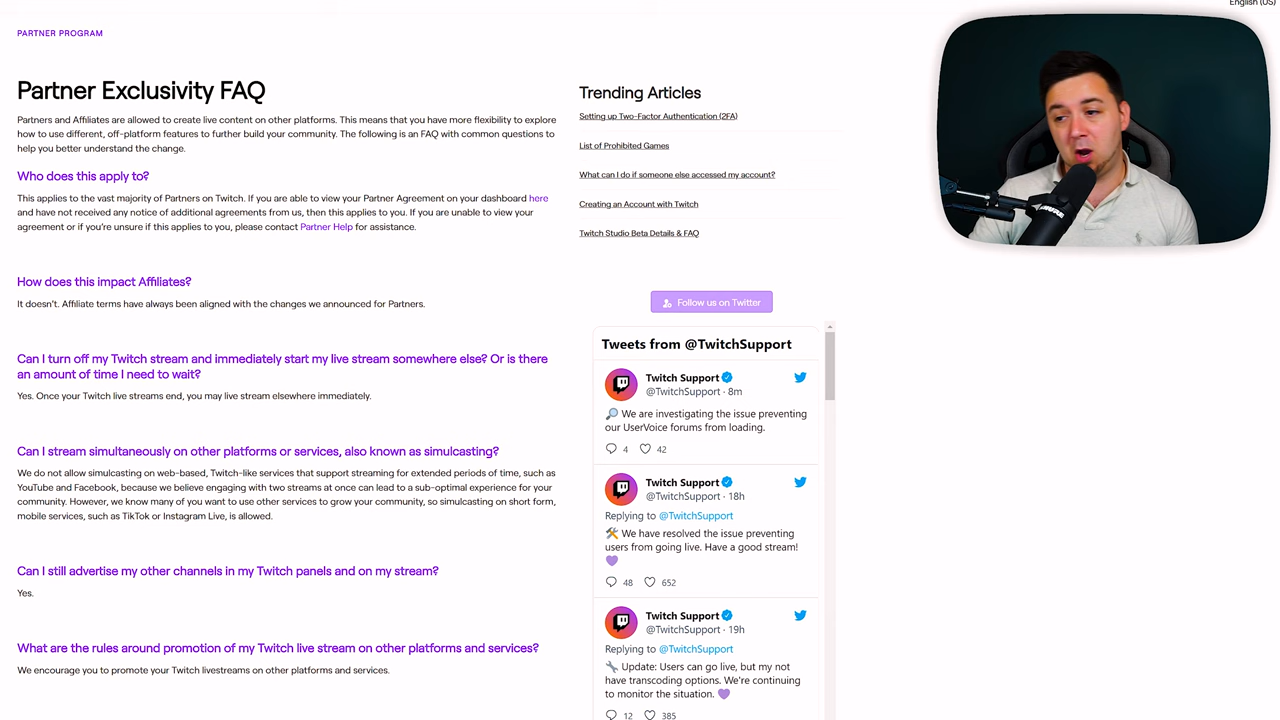 English (US)
PARTNER PROGRAM
Partner Exclusivity FAQ
Partners and Affiliates are allowed to create live content on other platforms. This means that you have more flexibility to explore
how to use different, off-platform features to further build your community. The following is an FAQ with common questions to
help you better understand the change.
Who does this apply to?
This applies to the vast majority of Partners on Twitch. If you are able to view your Partner Agreement on your dashboard here
and have not received any notice of additional agreements from us, then this applies to you. If you are unable to view your
agreement or if you're unsure if this applies to you, please contact Partner Help for assistance.
How does this impact Affiliates?
It doesn't. Affiliate terms have always been aligned with the changes we announced for Partners.
Can I turn off my Twitch stream and immediately start my live stream somewhere else? Or is there
an amount of time I need to wait?
Yes. Once your Twitch live streams end, you may live stream elsewhere immediately.
Can I stream simultaneously on other platforms or services, also known as simulcasting?
We do not allow simulcasting on web-based, Twitch-like services that support streaming for extended periods of time, such as
YouTube and Facebook, because we believe engaging with two streams at once can lead to a sub-optimal experience for your
community. However, we know many of you want to use other services to grow your community, so simulcasting on short form,
mobile services, such as TikTok or Instagram Live, is allowed.
Can I still advertise my other channels in my Twitch panels and on my stream?
Yes.
What are the rules around promotion of my Twitch live stream on other platforms and services?
We encourage you to promote your Twitch livestreams on other platforms and services.
Trending Articles
Setting up Two-Factor Authentication (2FA)
List of Prohibited Games
What can I do if someone else accessed my account?
Creating an Account with Twitch
Twitch Studio Beta Details & FAQ
Follow us on Twitter
Tweets from @TwitchSupport
Twitch Support
@TwitchSupport · 8m
🔎 We are investigating the issue preventing
our UserVoice forums from loading.
4 42
Twitch Support
@TwitchSupport · 18h
Replying to @TwitchSupport
🛠️ We have resolved the issue preventing
users from going live. Have a good stream!
💜
48 652
Twitch Support
@TwitchSupport · 19h
Replying to @TwitchSupport
🔧 Update: Users can go live, but my not
have transcoding options. We're continuing
to monitor the situation. 💜
12 385
SHURE